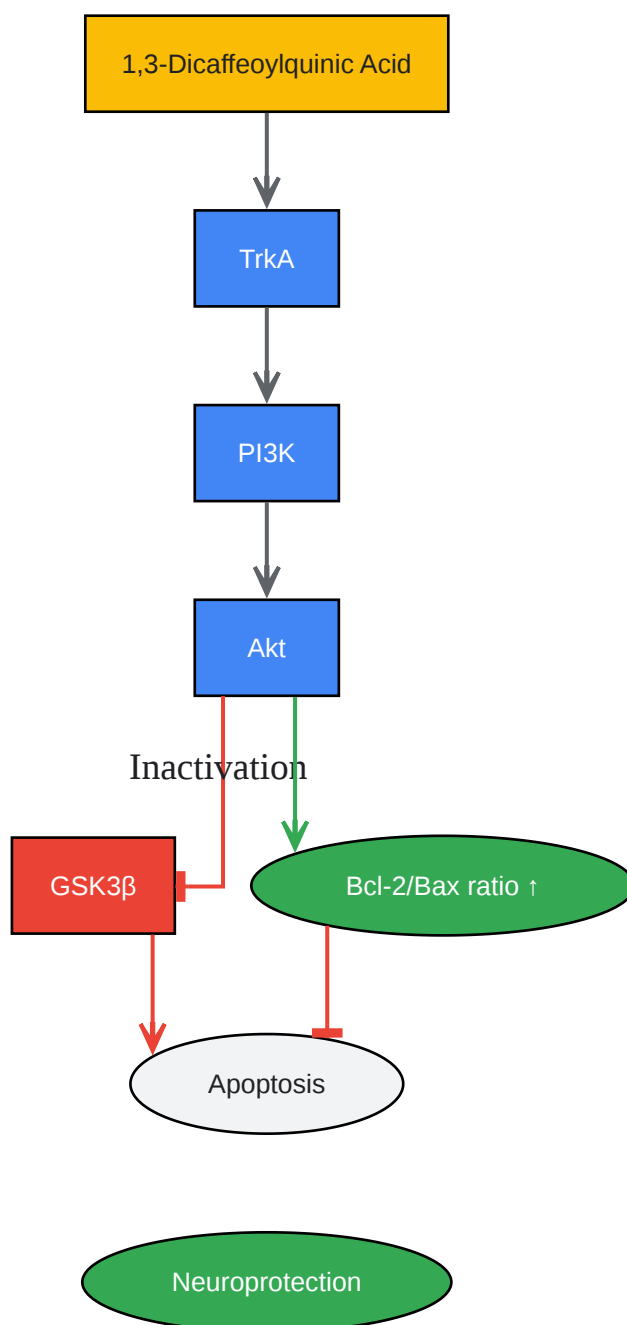 1,3-Dicaffeoylquinic Acid
TrkA
PI3K
Akt
Inactivation
GSK3β
Bcl-2/Bax ratio ↑
Apoptosis
Neuroprotection